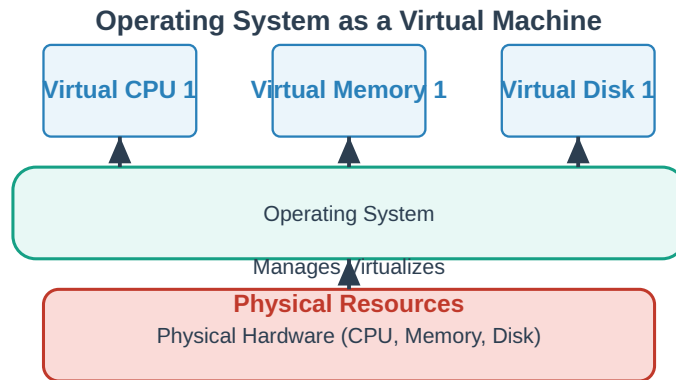 Operating System as a Virtual Machine
Virtual CPU 1 Virtual Memory 1 Virtual Disk 1
Operating System
Manages Virtualizes
Physical Resources
Physical Hardware (CPU, Memory, Disk)